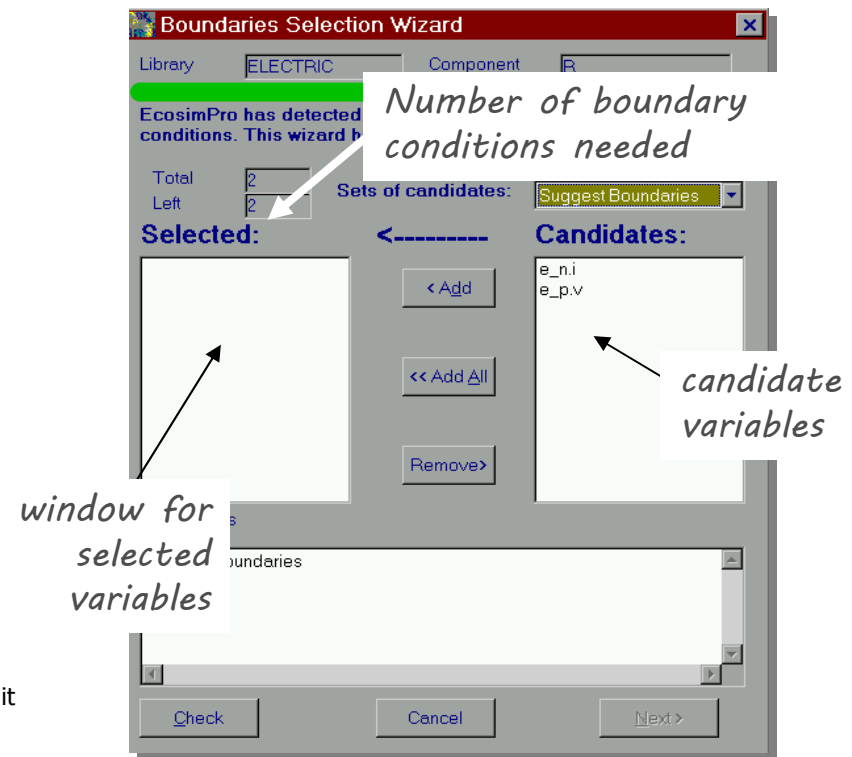 Boundaries Selection Wizard
Library ELECTRIC Component R
EcosimPro has detected
conditions. This wizard h
Number of boundary
conditions needed
Total 2
Left 2
Sets of candidates: Suggest Boundaries
Selected: <--------- Candidates:
e_n.i
e_p.v
< Add
<< Add All
Remove>
candidate
variables
window for
selected
variables
s
undaries
it
Check Cancel Next >